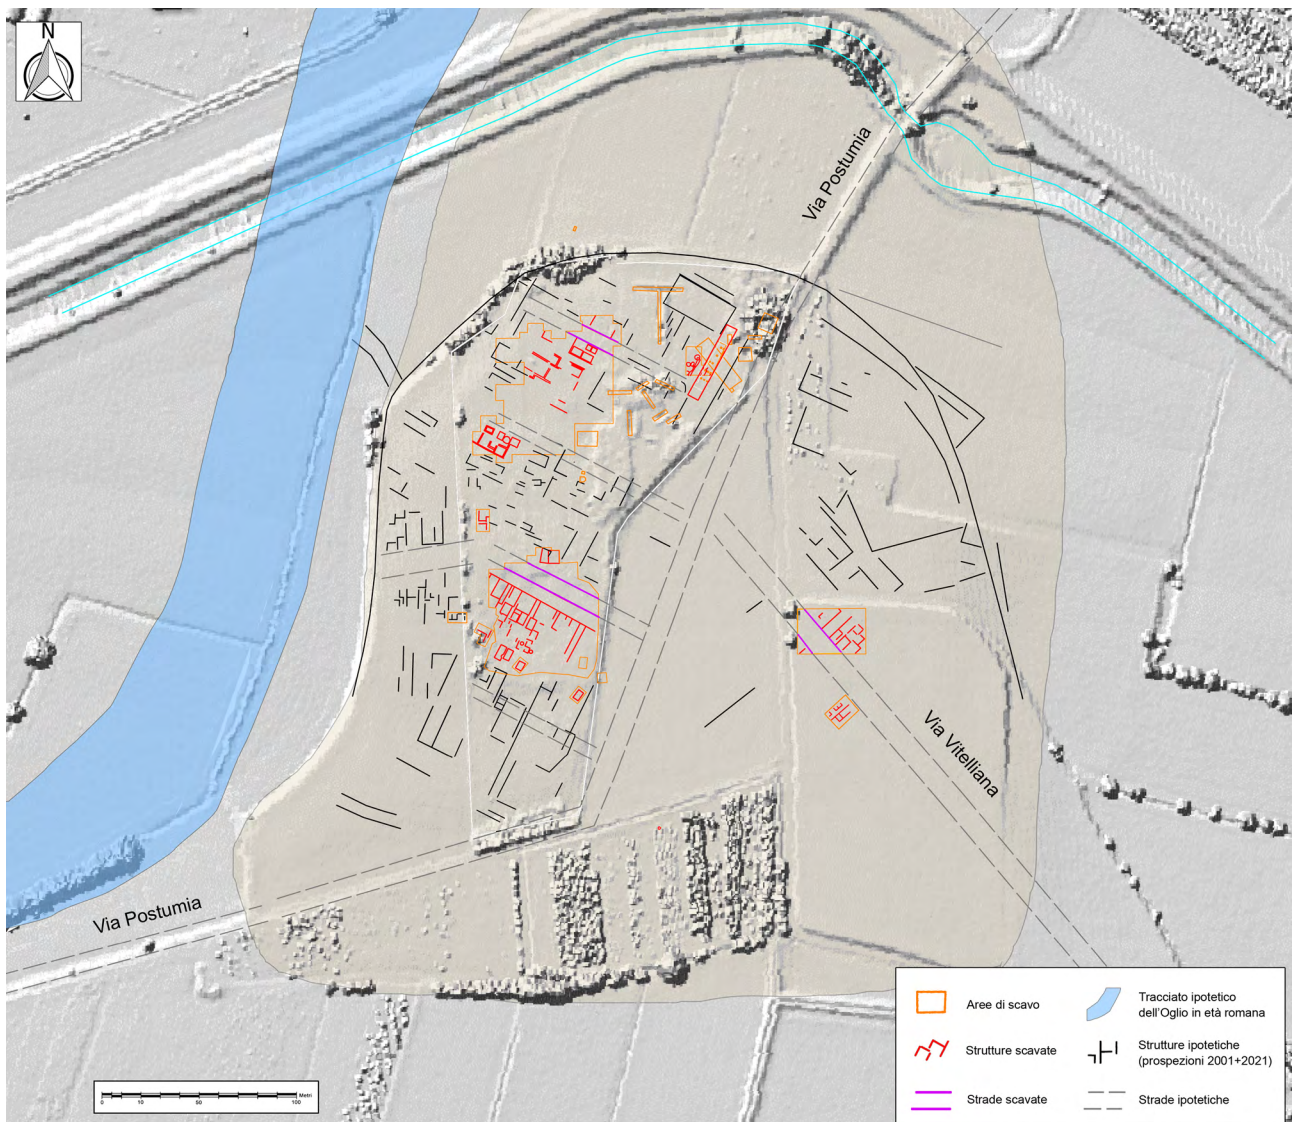 N
Via Postumia
Via Vitelliana
Via Postumia
Aree di scavo
Tracciato ipotetico
dell'Oglio in età romana
Strutture scavate
Strutture ipotetiche
(prospezioni 2001+2021)
Strade scavate
Strade ipotetiche
Metri
0 10 50 100